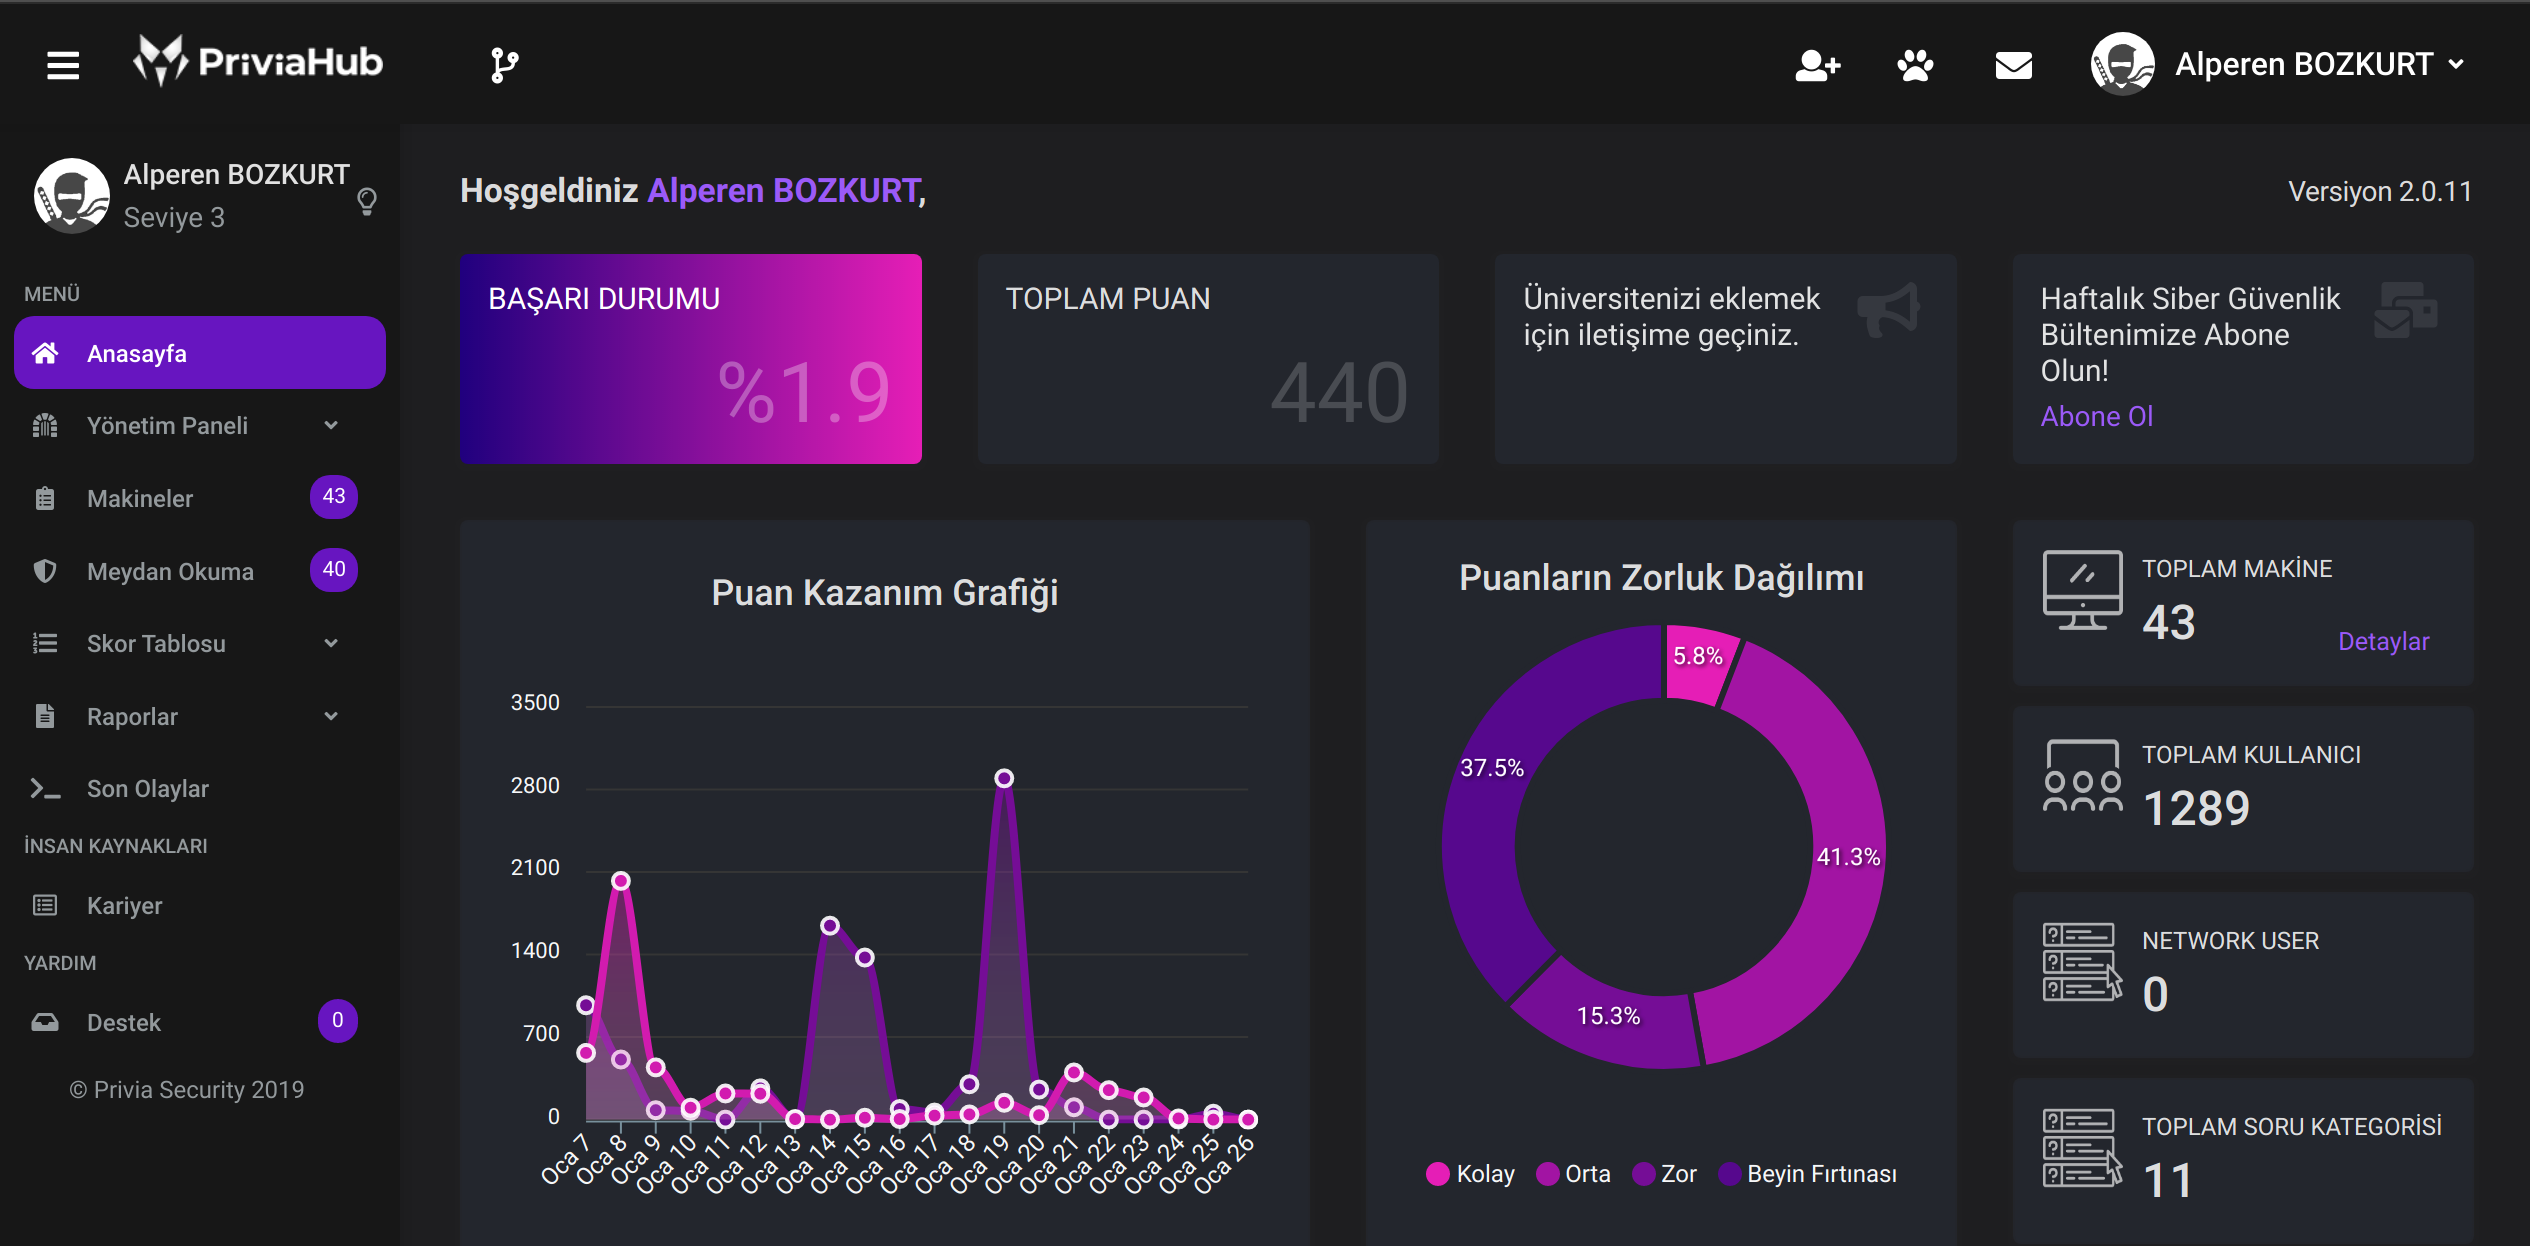 PriviaHub
Alperen BOZKURT
Alperen BOZKURT
Seviye 3
MENÜ
Anasayfa
Yönetim Paneli
Makineler 43
Meydan Okuma 40
Skor Tablosu
Raporlar
Son Olaylar
İNSAN KAYNAKLARI
Kariyer
YARDIM
Destek 0
© Privia Security 2019
Hoşgeldiniz Alperen BOZKURT,
Versiyon 2.0.11
BAŞARI DURUMU
%1.9
TOPLAM PUAN
440
Üniversitenizi eklemek
için iletişime geçiniz.
Haftalık Siber Güvenlik
Bültenimize Abone
Olun!
Abone Ol
Puan Kazanım Grafiği
3500
2800
2100
1400
700
0
Oca 7
Oca 8
Oca 9
Oca 10
Oca 11
Oca 12
Oca 13
Oca 14
Oca 15
Oca 16
Oca 17
Oca 18
Oca 19
Oca 20
Oca 21
Oca 22
Oca 23
Oca 24
Oca 25
Oca 26
Puanların Zorluk Dağılımı
5.8%
37.5%
41.3%
15.3%
Kolay Orta Zor Beyin Fırtınası
TOPLAM MAKİNE
43
Detaylar
TOPLAM KULLANICI
1289
NETWORK USER
0
TOPLAM SORU KATEGORİSİ
11